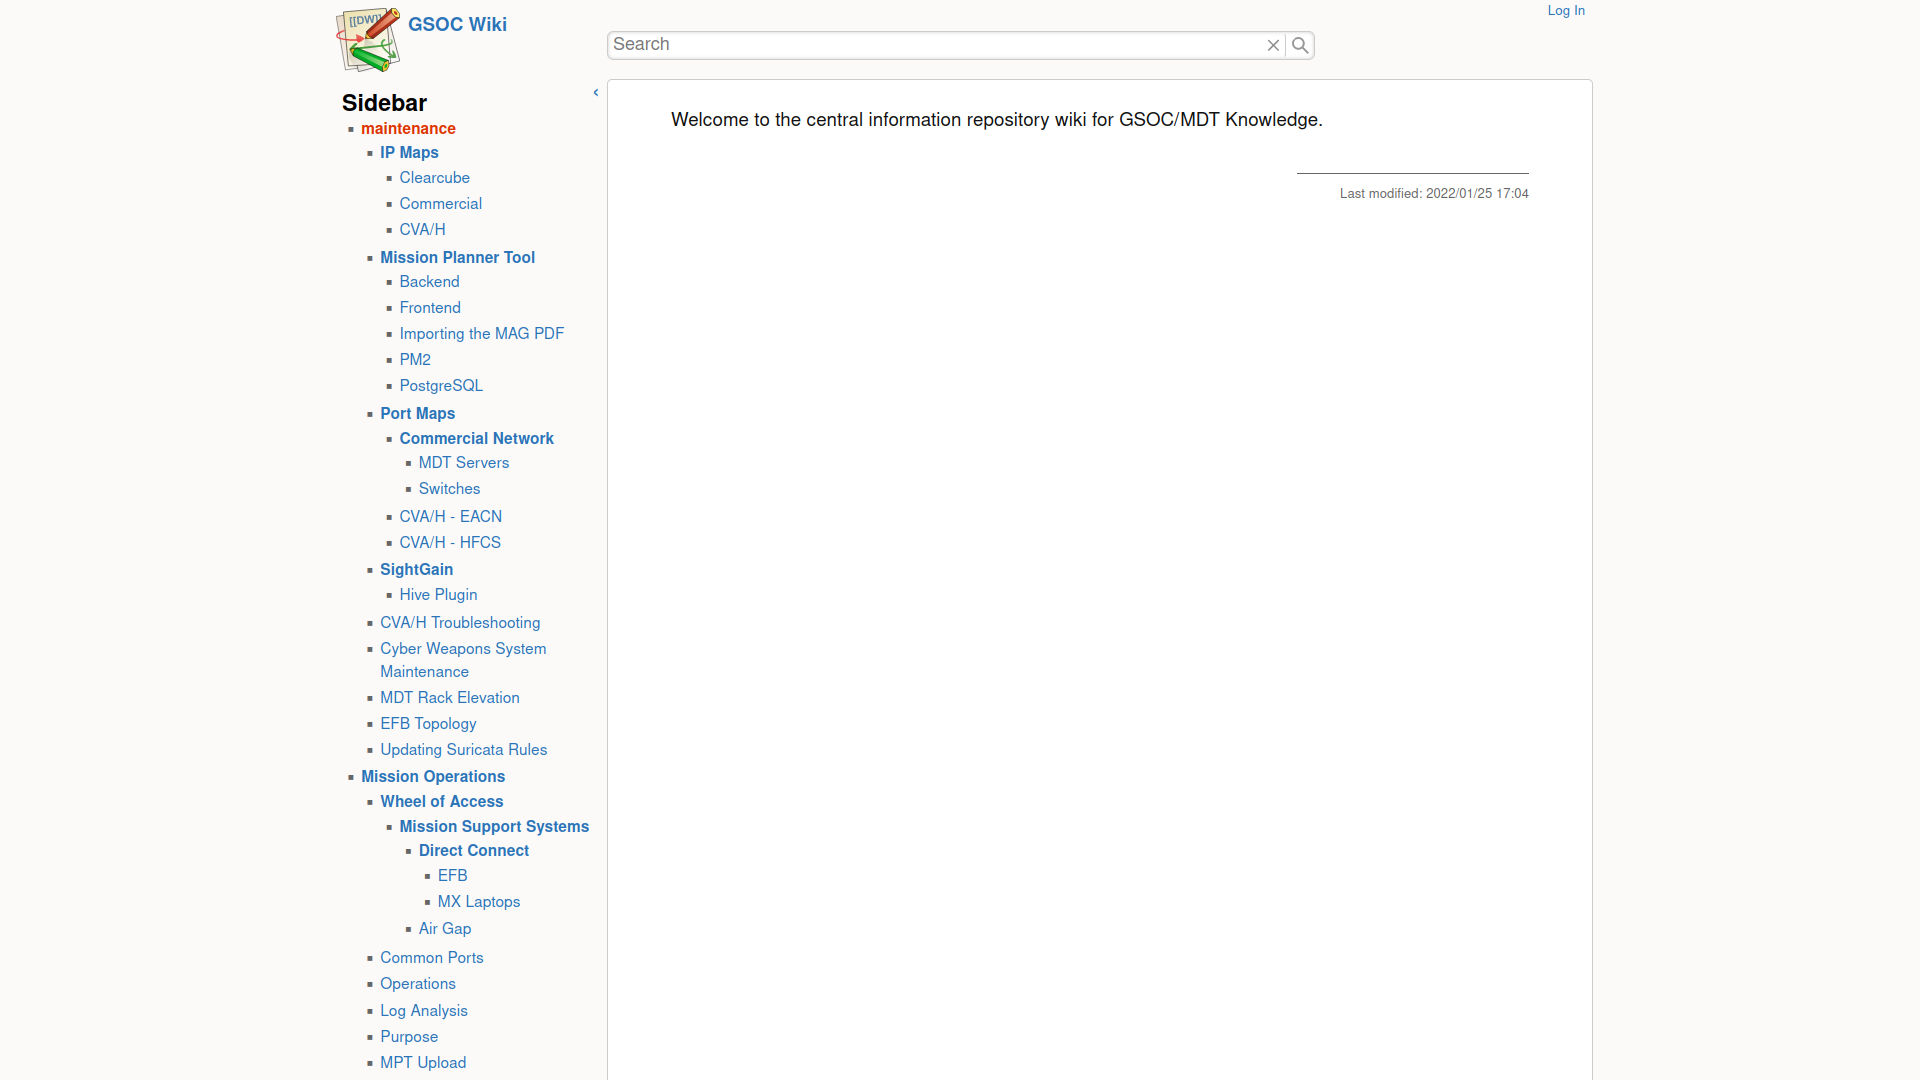 [[DW]]
GSOC Wiki
Log In
Search
Sidebar
maintenance
IP Maps
Clearcube
Commercial
CVA/H
Mission Planner Tool
Backend
Frontend
Importing the MAG PDF
PM2
PostgreSQL
Port Maps
Commercial Network
MDT Servers
Switches
CVA/H - EACN
CVA/H - HFCS
SightGain
Hive Plugin
CVA/H Troubleshooting
Cyber Weapons System
Maintenance
MDT Rack Elevation
EFB Topology
Updating Suricata Rules
Mission Operations
Wheel of Access
Mission Support Systems
Direct Connect
EFB
MX Laptops
Air Gap
Common Ports
Operations
Log Analysis
Purpose
MPT Upload
Welcome to the central information repository wiki for GSOC/MDT Knowledge.
Last modified: 2022/01/25 17:04